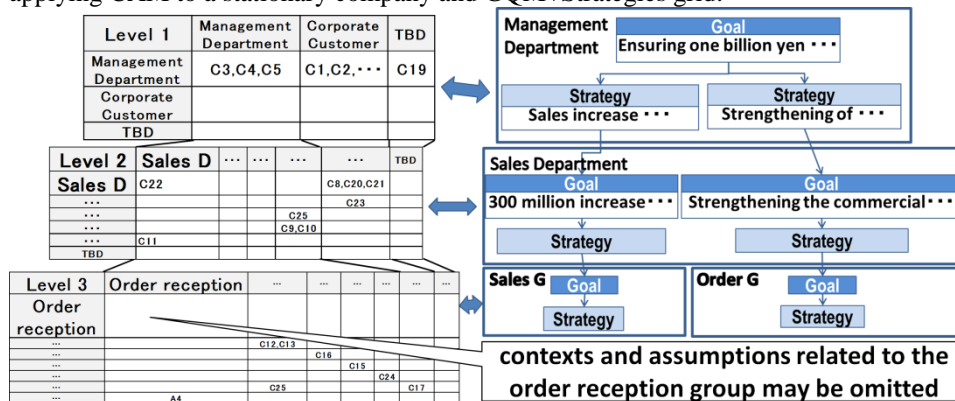 applying CAM to a stationary company and GQM+Strategies grid.
Level 1
Management Department
Corporate Customer
TBD
Management Department
C3,C4,C5
C1,C2,・・・
C19
Corporate Customer
TBD
Level 2
Sales D
...
...
...
...
TBD
Sales D
C22
C8,C20,C21
...
C23
...
C25
...
C9,C10
...
C11
TBD
Level 3
Order reception
...
...
...
...
...
Order reception
...
C12,C13
...
C16
...
C15
...
C24
...
C25
C17
...
A4
Management Department
Goal
Ensuring one billion yen ・・・
Strategy
Sales increase ・・・
Strategy
Strengthening of・・・
Sales Department
Goal
300 million increase・・・
Goal
Strengthening the commercial・・・
Strategy
Strategy
Sales G
Goal
Strategy
Order G
Goal
Strategy
contexts and assumptions related to the
order reception group may be omitted